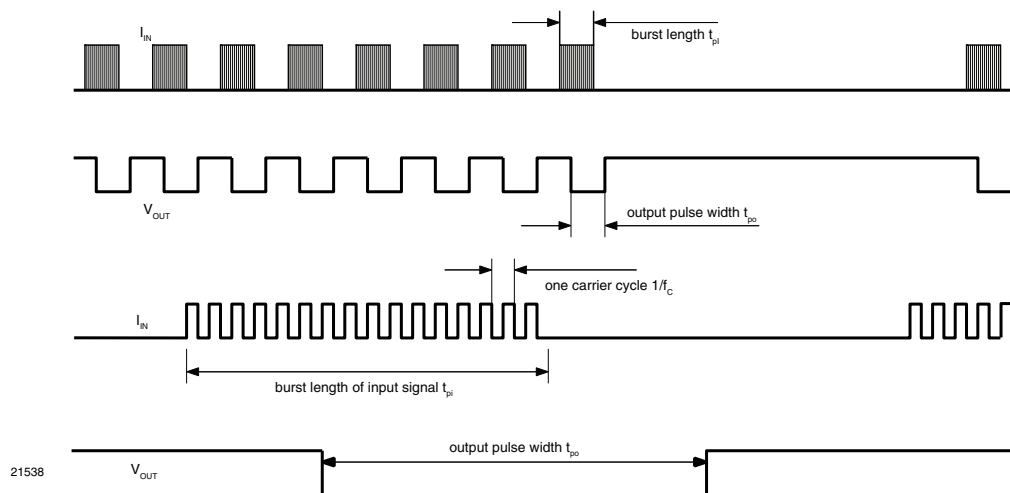 I_IN
burst length t_pi
V_OUT
output pulse width t_po
one carrier cycle 1/f_C
I_IN
burst length of input signal t_pi
output pulse width t_po
V_OUT
21538